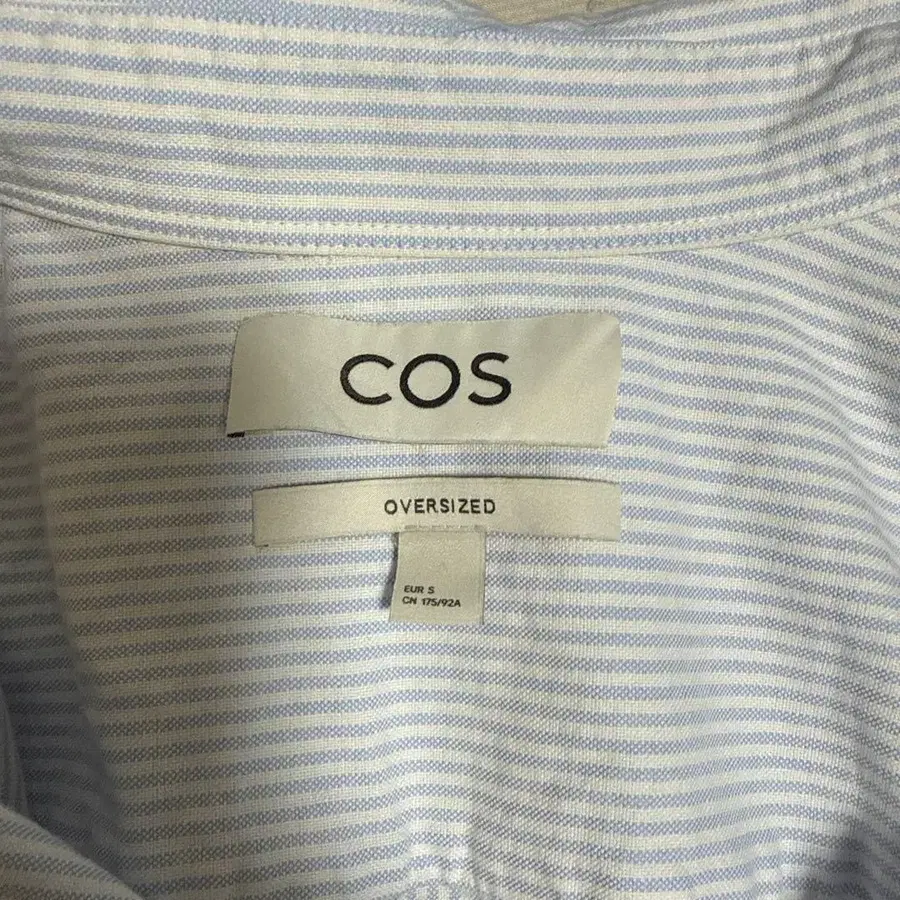 COS
OVERSIZED
EUR S
CN 175/92A